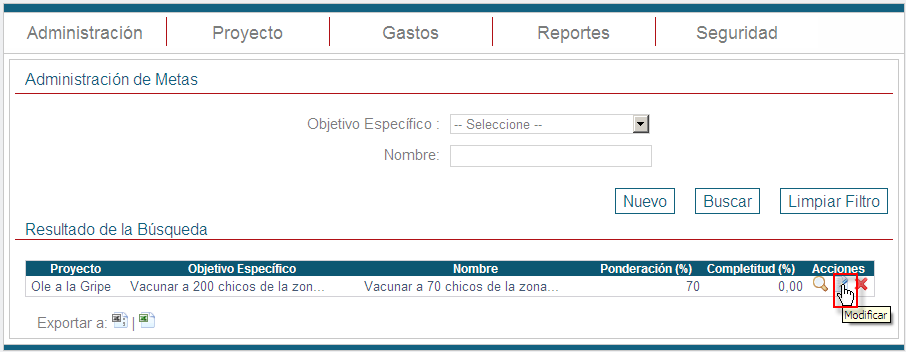 Administración Proyecto Gastos Reportes Seguridad
Administración de Metas
Objetivo Específico : -- Seleccione --
Nombre:
Nuevo Buscar Limpiar Filtro
Resultado de la Búsqueda
Proyecto Objetivo Específico Nombre Ponderación (%) Completitud (%) Acciones
Ole a la Gripe Vacunar a 200 chicos de la zon... Vacunar a 70 chicos de la zona... 70 0,00
Modificar
Exportar a: |